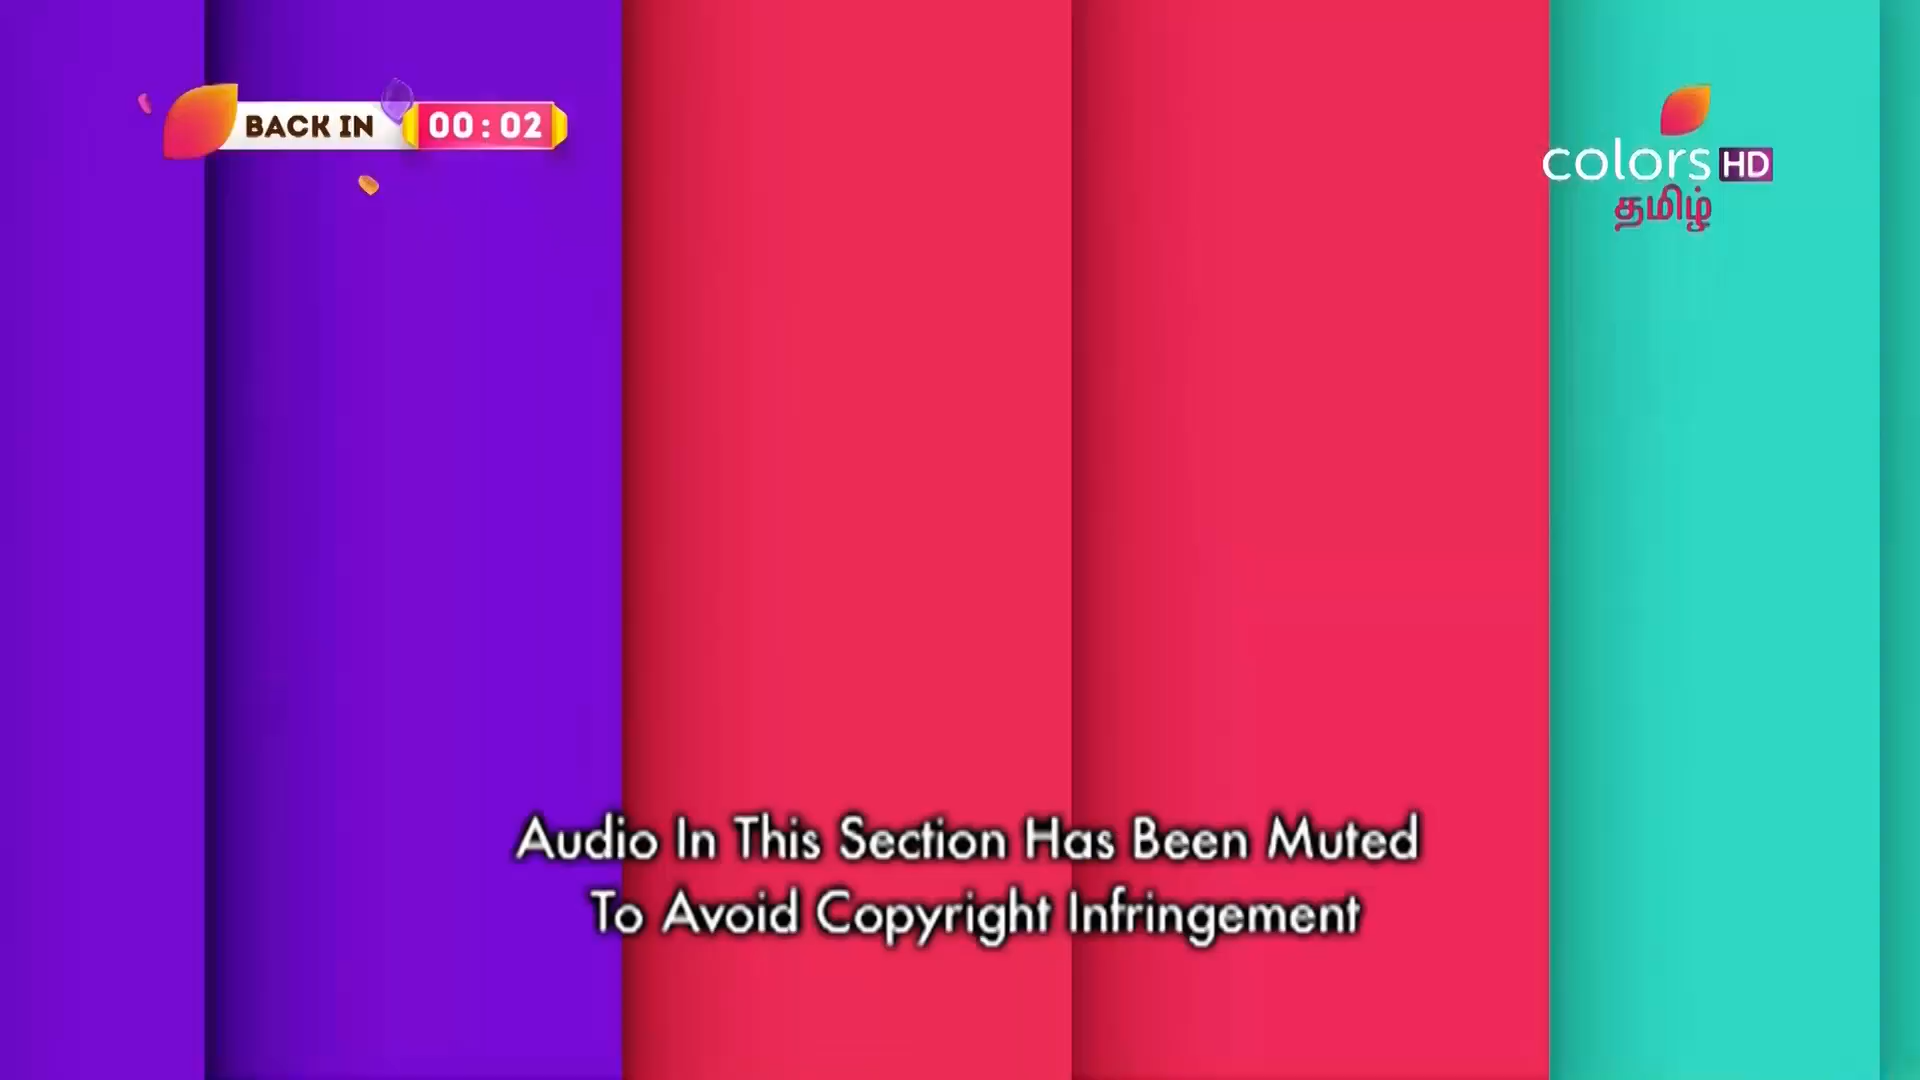 BACK IN 00:02
colors HD
தமிழ்
Audio In This Section Has Been Muted
To Avoid Copyright Infringement